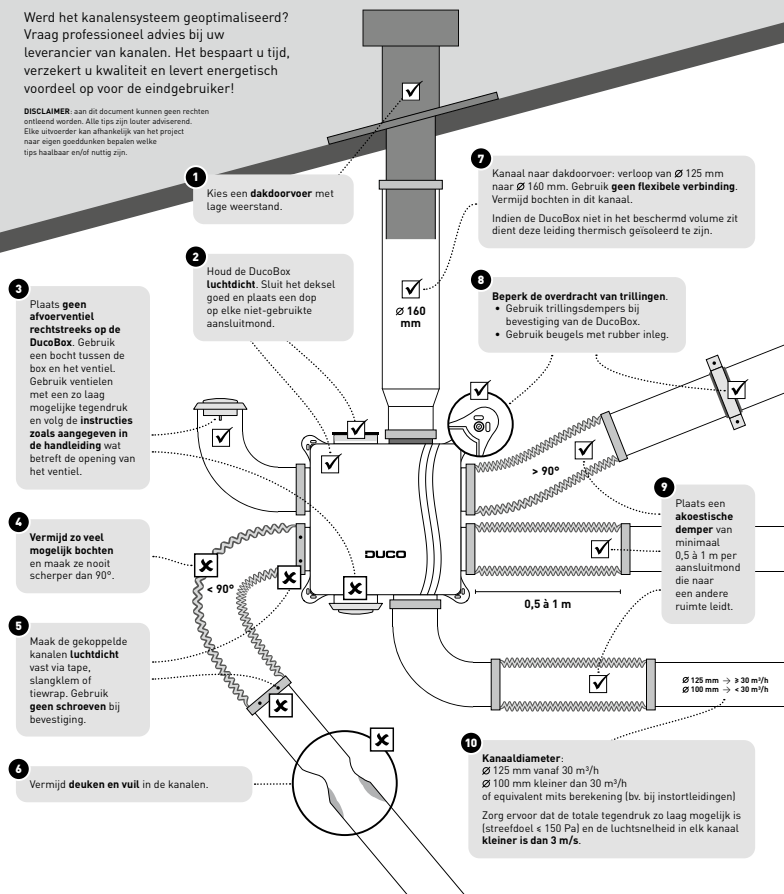 Werd het kanalensysteem geoptimaliseerd?
Vraag professioneel advies bij uw
leverancier van kanalen. Het bespaart u tijd,
verzekert u kwaliteit en levert energetisch
voordeel op voor de eindgebruiker!
DISCLAIMER: aan dit document kunnen geen rechten
ontleend worden. Alle tips zijn louter adviserend.
Elke uitvoerder kan afhankelijk van het project
naar eigen goeddunken bepalen welke
tips haalbaar en/of nuttig zijn.
1
Kies een dakdoorvoer met
lage weerstand.
2
Houd de DucoBox
luchtdicht. Sluit het deksel
goed en plaats een dop
op elke niet-gebruikte
aansluitmond.
3
Plaats geen
afvoerventiel
rechtstreeks op de
DucoBox. Gebruik
een bocht tussen de
box en het ventiel.
Gebruik ventielen
met een zo laag
mogelijke tegendruk
en volg de instructies
zoals aangegeven in
de handleiding wat
betreft de opening van
het ventiel.
4
Vermijd zo veel
mogelijk bochten
en maak ze nooit
scherper dan 90°.
5
Maak de gekoppelde
kanalen luchtdicht
vast via tape,
slangklem of
tiewrap. Gebruik
geen schroeven bij
bevestiging.
6
Vermijd deuken en vuil in de kanalen.
7
Kanaal naar dakdoorvoer: verloop van Ø 125 mm
naar Ø 160 mm. Gebruik geen flexibele verbinding.
Vermijd bochten in dit kanaal.
Indien de DucoBox niet in het beschermd volume zit
dient deze leiding thermisch geïsoleerd te zijn.
8
Beperk de overdracht van trillingen.
• Gebruik trillingsdempers bij
bevestiging van de DucoBox.
• Gebruik beugels met rubber inleg.
9
Plaats een
akoestische
demper van
minimaal
0,5 à 1 m per
aansluitmond
die naar
een andere
ruimte leidt.
10
Kanaaldiameter:
Ø 125 mm vanaf 30 m³/h
Ø 100 mm kleiner dan 30 m³/h
of equivalent mits berekening (bv. bij instortleidingen)
Zorg ervoor dat de totale tegendruk zo laag mogelijk is
(streefdoel ≤ 150 Pa) en de luchtsnelheid in elk kanaal
kleiner is dan 3 m/s.
Ø 160
mm
> 90°
< 90°
DUCO
0,5 à 1 m
Ø 125 mm → ≥ 30 m³/h
Ø 100 mm → < 30 m³/h